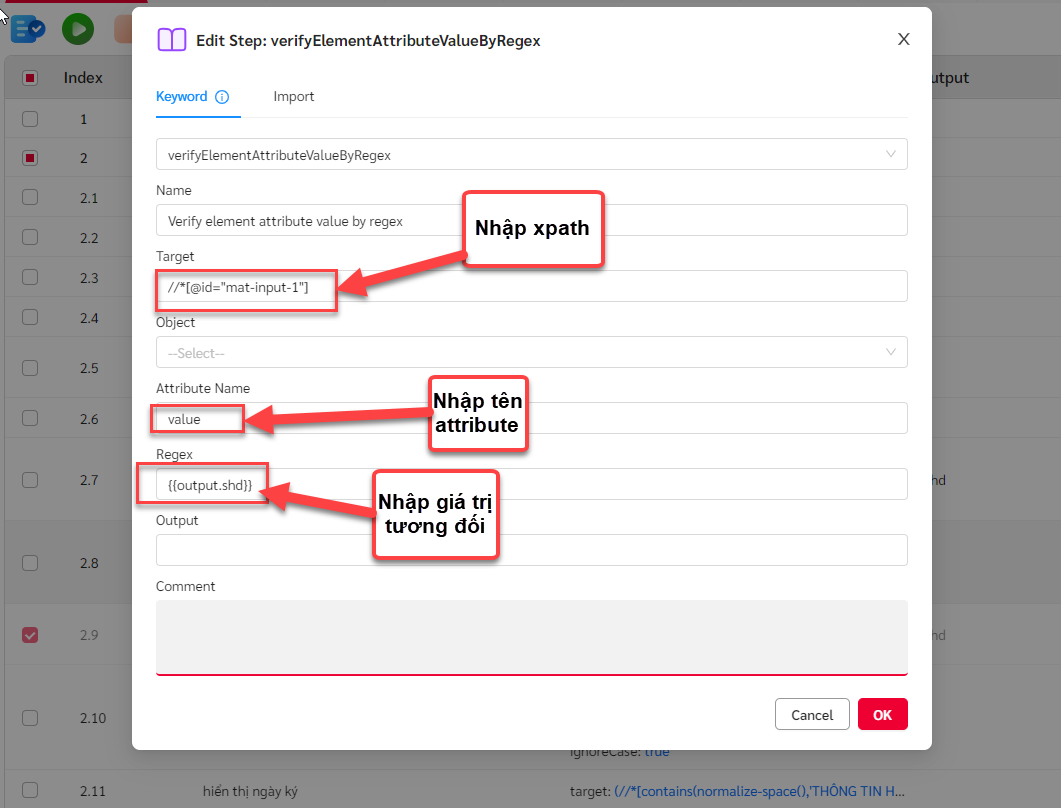 Edit Step: verifyElementAttributeValueByRegex
Keyword
Import
Index
utput
1
2
2.1
2.2
2.3
2.4
2.5
2.6
2.7
2.8
2.9
2.10
2.11
verifyElementAttributeValueByRegex
Name
Verify element attribute value by regex
Nhập xpath
Target
//*[@id="mat-input-1"]
Object
--Select--
Attribute Name
value
Nhập tên
attribute
Regex
{{output.shd}}
Nhập giá trị
tương đối
hd
Output
Comment
hd
Cancel
OK
ignoreCase: true
hiển thị ngày ký
target: (//*[contains(normalize-space(),'THÔNG TIN H...